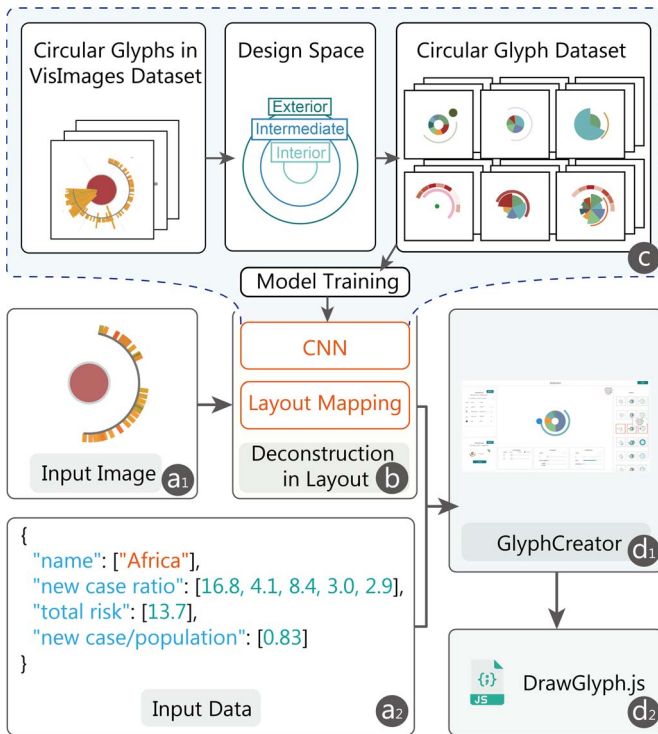 Circular Glyphs in
VisImages Dataset
Design Space
Exterior
Intermediate
Interior
Circular Glyph Dataset
c
Model Training
Input Image
a1
CNN
Layout Mapping
Deconstruction
in Layout
b
GlyphCreator
d1
{
"name": ["Africa"],
"new case ratio": [16.8, 4.1, 8.4, 3.0, 2.9],
"total risk": [13.7],
"new case/population": [0.83]
}
Input Data
a2
{;}
JS
DrawGlyph.js
d2